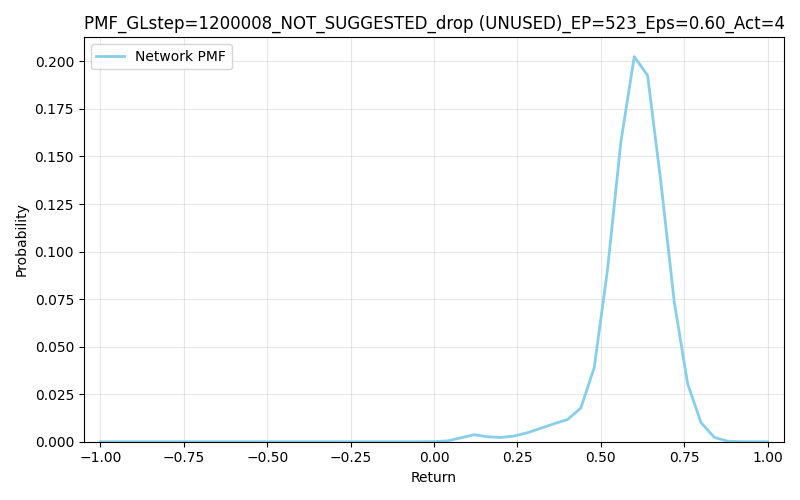 PMF_GLstep=1200008_NOT_SUGGESTED_drop (UNUSED)_EP=523_Eps=0.60_Act=4
Network PMF
0.200
0.175
0.150
0.125
0.100
0.075
0.050
0.025
0.000
Probability
−1.00 −0.75 −0.50 −0.25 0.00 0.25 0.50 0.75 1.00
Return